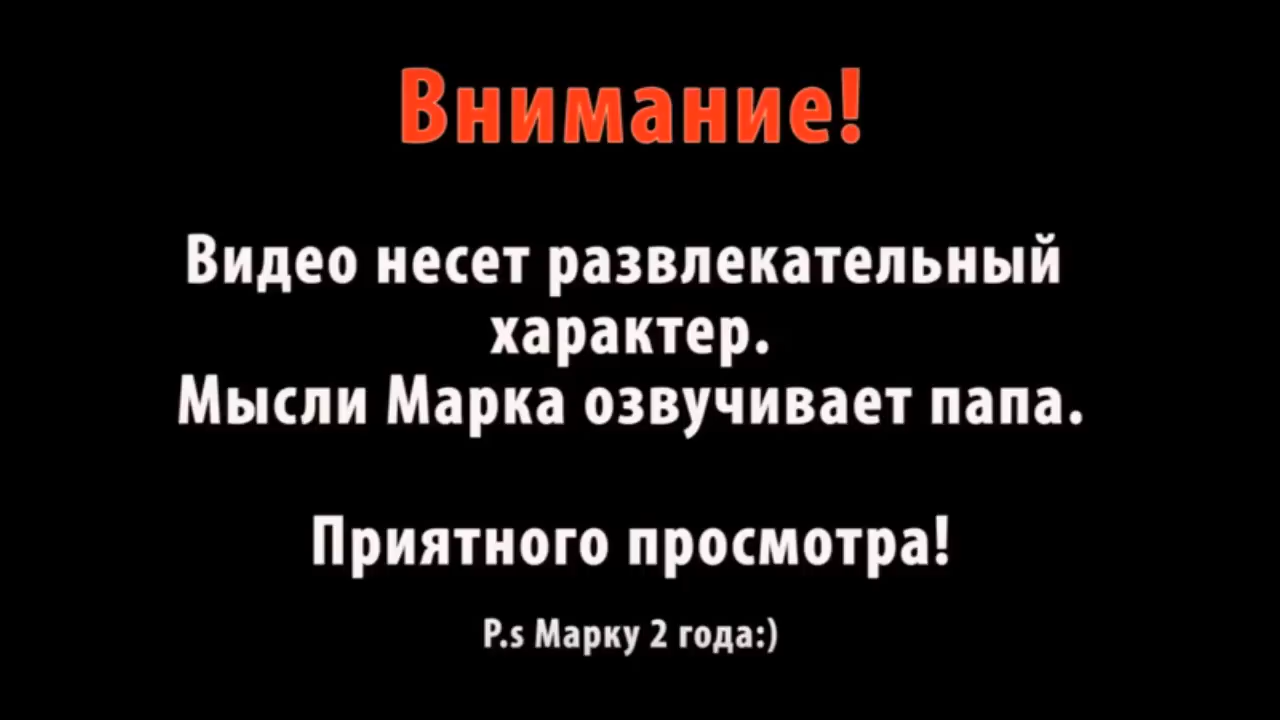 Внимание!
Видео несет развлекательный
характер.
Мысли Марка озвучивает папа.
Приятного просмотра!
P.s Марку 2 года:)